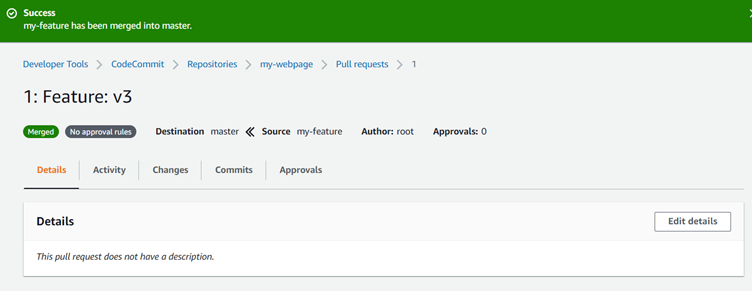 Success
my-feature has been merged into master.
Developer Tools > CodeCommit > Repositories > my-webpage > Pull requests > 1
1: Feature: v3
Merged No approval rules Destination master « Source my-feature Author: root Approvals: 0
Details Activity Changes Commits Approvals
Details Edit details
This pull request does not have a description.